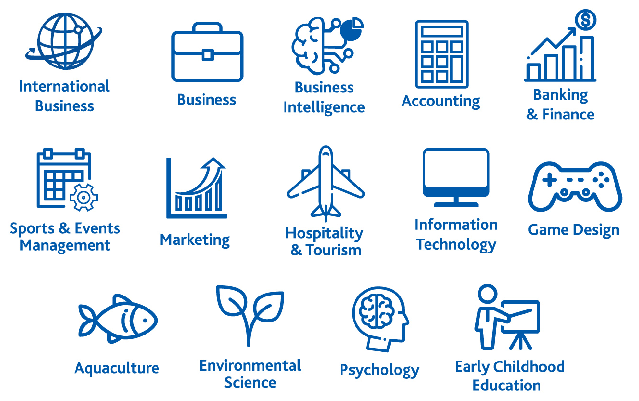 International
Business
Business
Business
Intelligence
Accounting
$
Banking
& Finance
Sports & Events
Management
Marketing
Hospitality
& Tourism
Information
Technology
Game Design
Aquaculture
Environmental
Science
Psychology
Early Childhood
Education